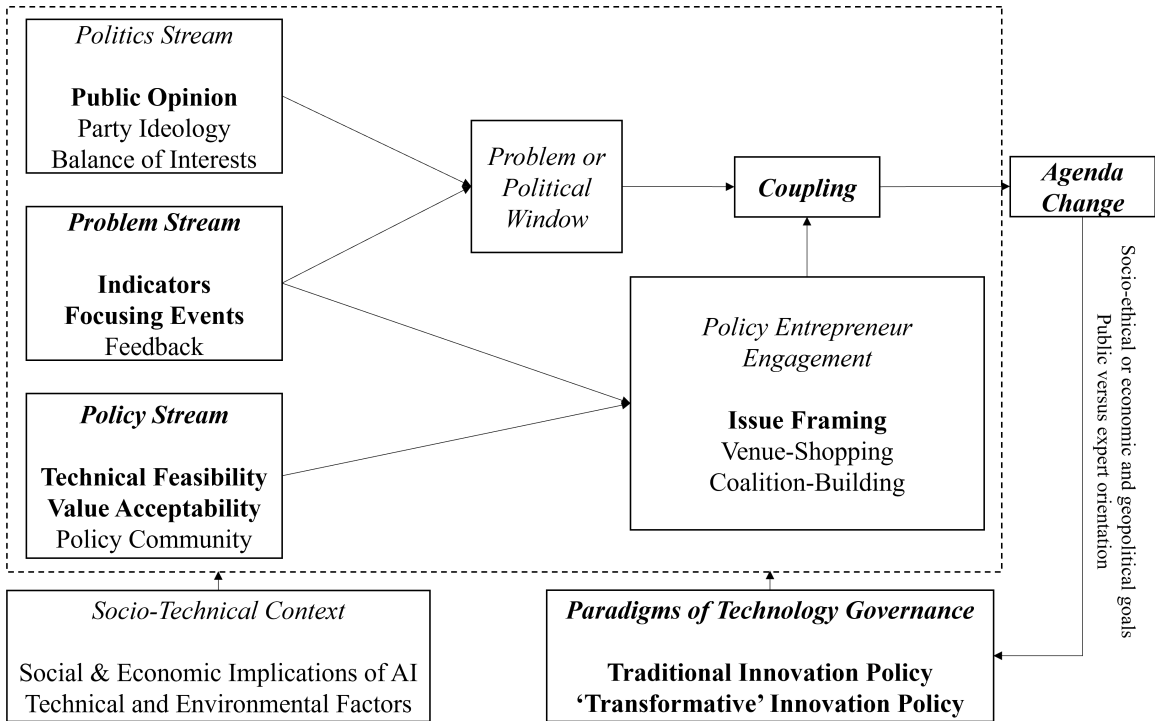 Politics Stream
Public Opinion
Party Ideology
Balance of Interests
Problem Stream
Indicators
Focusing Events
Feedback
Policy Stream
Technical Feasibility
Value Acceptability
Policy Community
Problem or
Political
Window
Coupling
Agenda
Change
Policy Entrepreneur
Engagement
Issue Framing
Venue-Shopping
Coalition-Building
Socio-ethical or economic and geopolitical goals
Public versus expert orientation
Socio-Technical Context
Social & Economic Implications of AI
Technical and Environmental Factors
Paradigms of Technology Governance
Traditional Innovation Policy
‘Transformative’ Innovation Policy